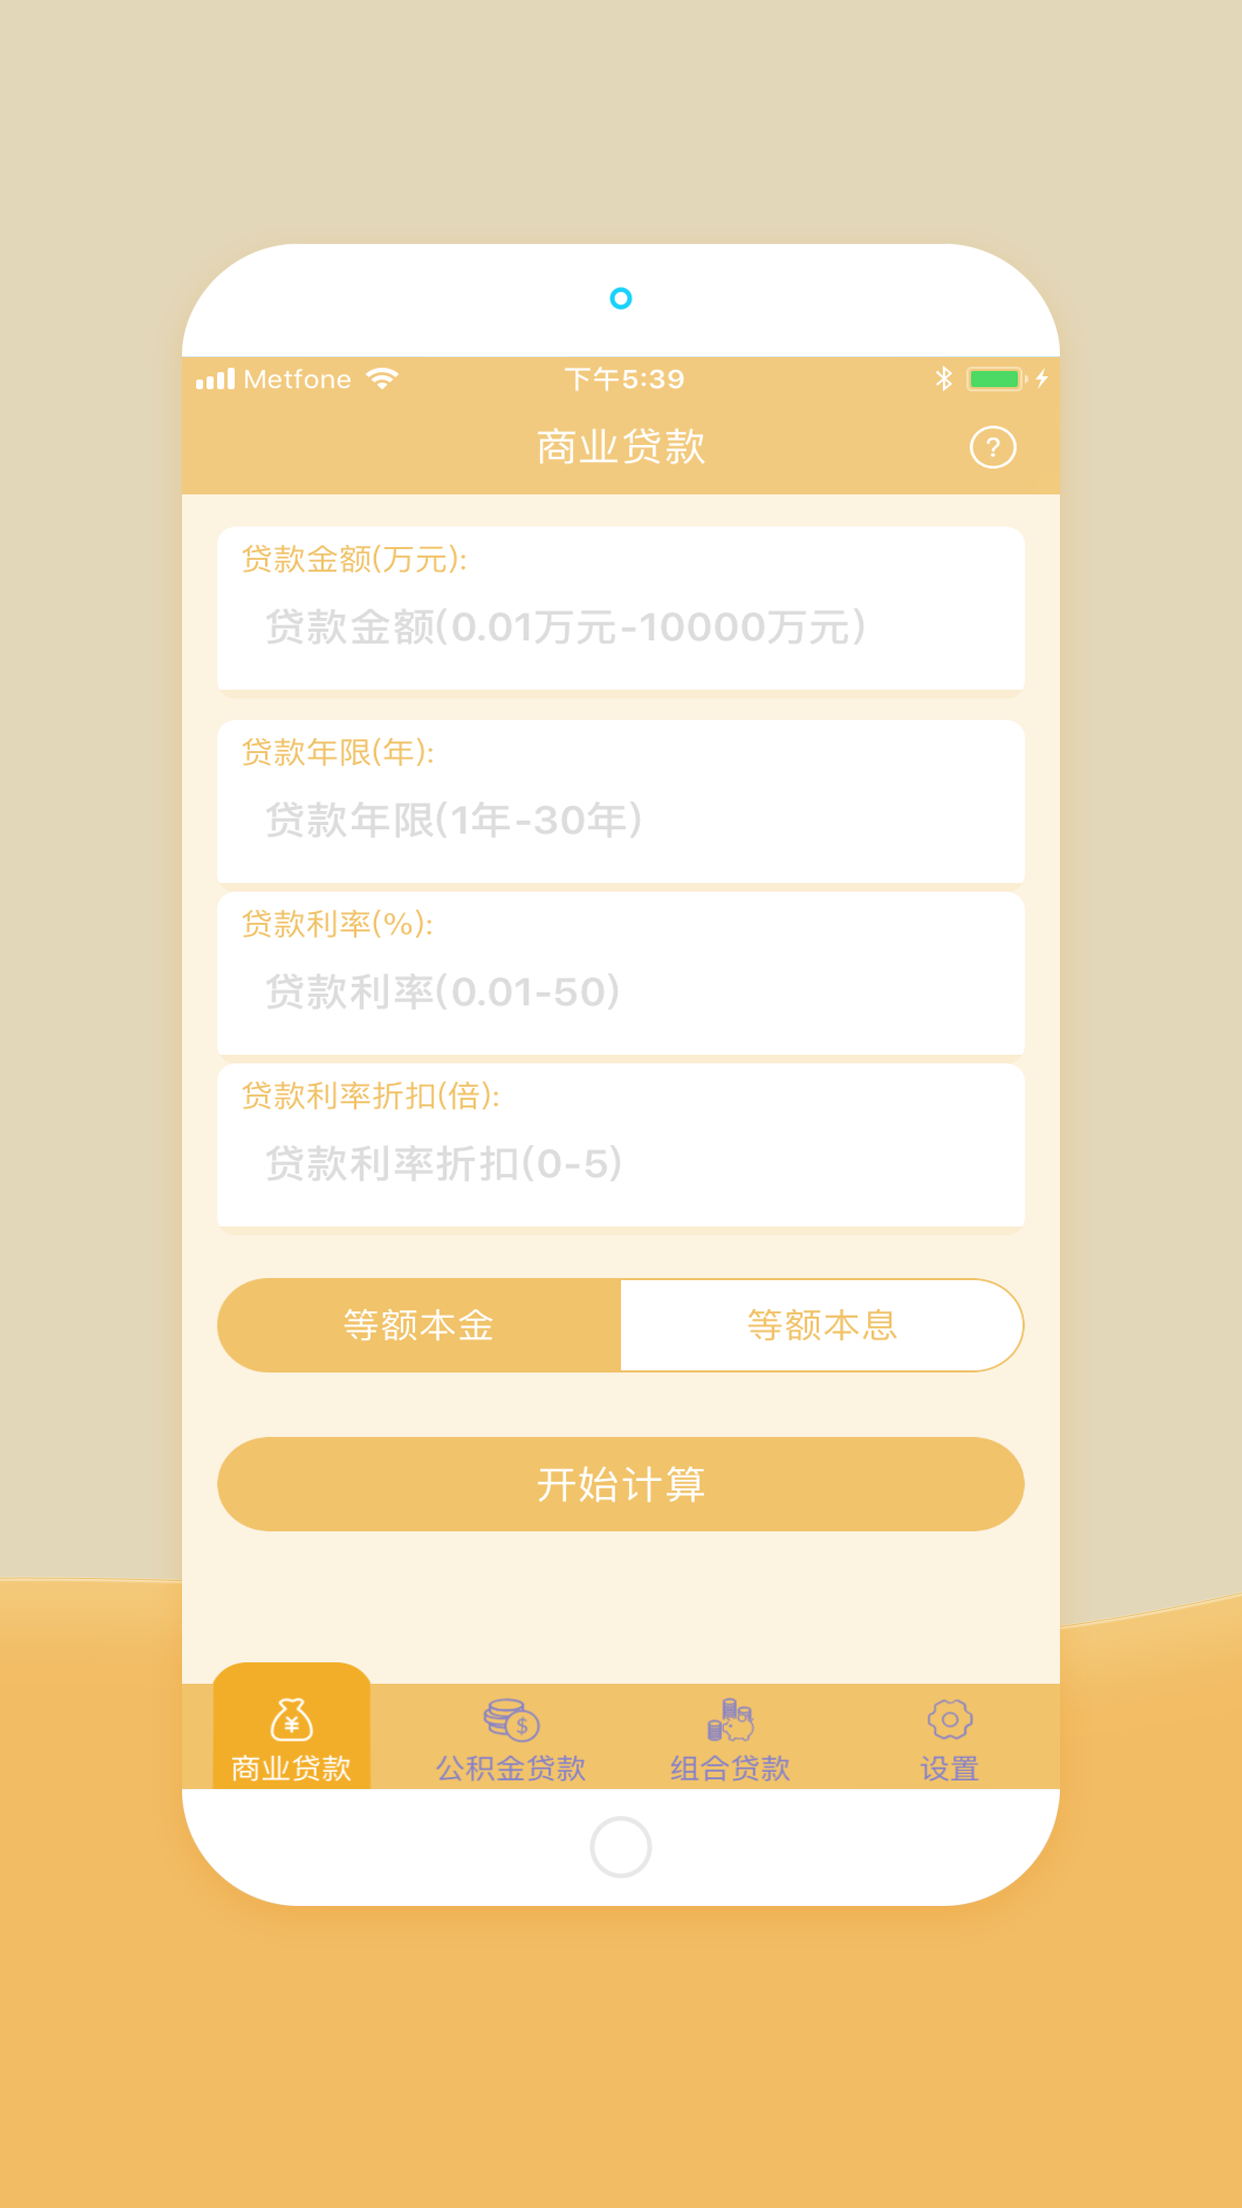 Metfone 下午5:39
商业贷款 ?
贷款金额(万元):
贷款金额(0.01万元-10000万元)
贷款年限(年):
贷款年限(1年-30年)
贷款利率(%):
贷款利率(0.01-50)
贷款利率折扣(倍):
贷款利率折扣(0-5)
等额本金 等额本息
开始计算
¥ $
商业贷款 公积金贷款 组合贷款 设置